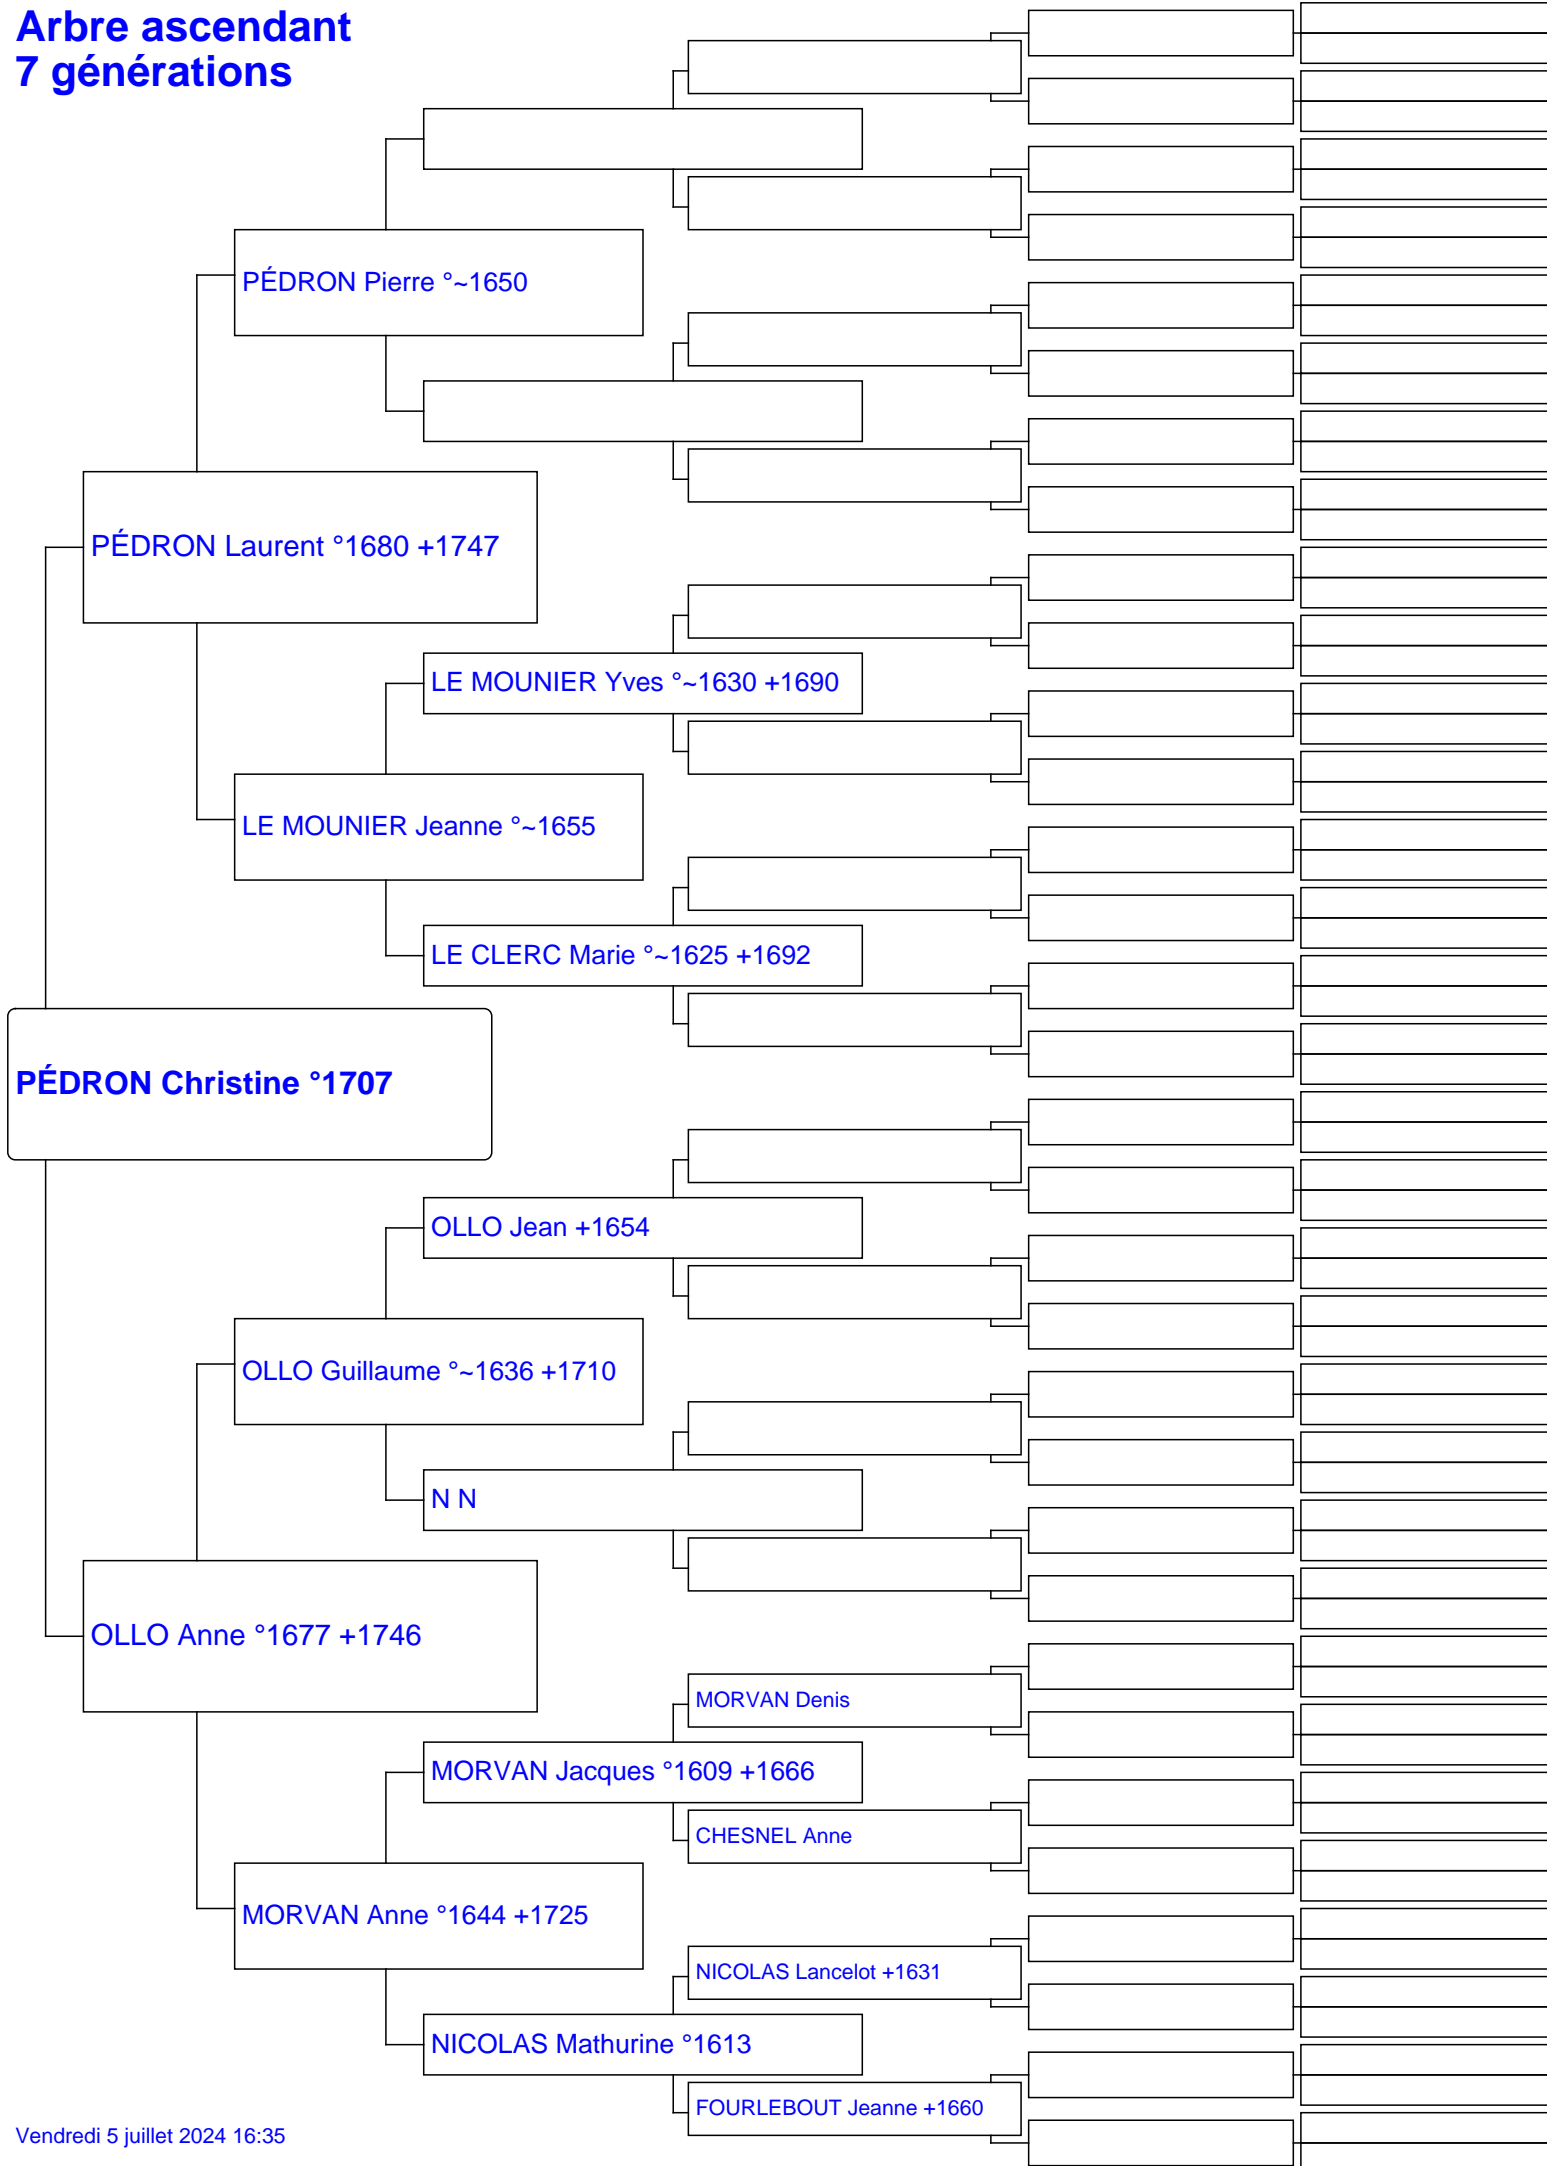 Arbre ascendant
7 générations
PÉDRON Pierre °~1650
PÉDRON Laurent °1680 +1747
LE MOUNIER Yves °~1630 +1690
LE MOUNIER Jeanne °~1655
LE CLERC Marie °~1625 +1692
PÉDRON Christine °1707
OLLO Jean +1654
OLLO Guillaume °~1636 +1710
N N
OLLO Anne °1677 +1746
MORVAN Denis
MORVAN Jacques °1609 +1666
CHESNEL Anne
MORVAN Anne °1644 +1725
NICOLAS Lancelot +1631
NICOLAS Mathurine °1613
FOURLEBOUT Jeanne +1660
Vendredi 5 juillet 2024 16:35